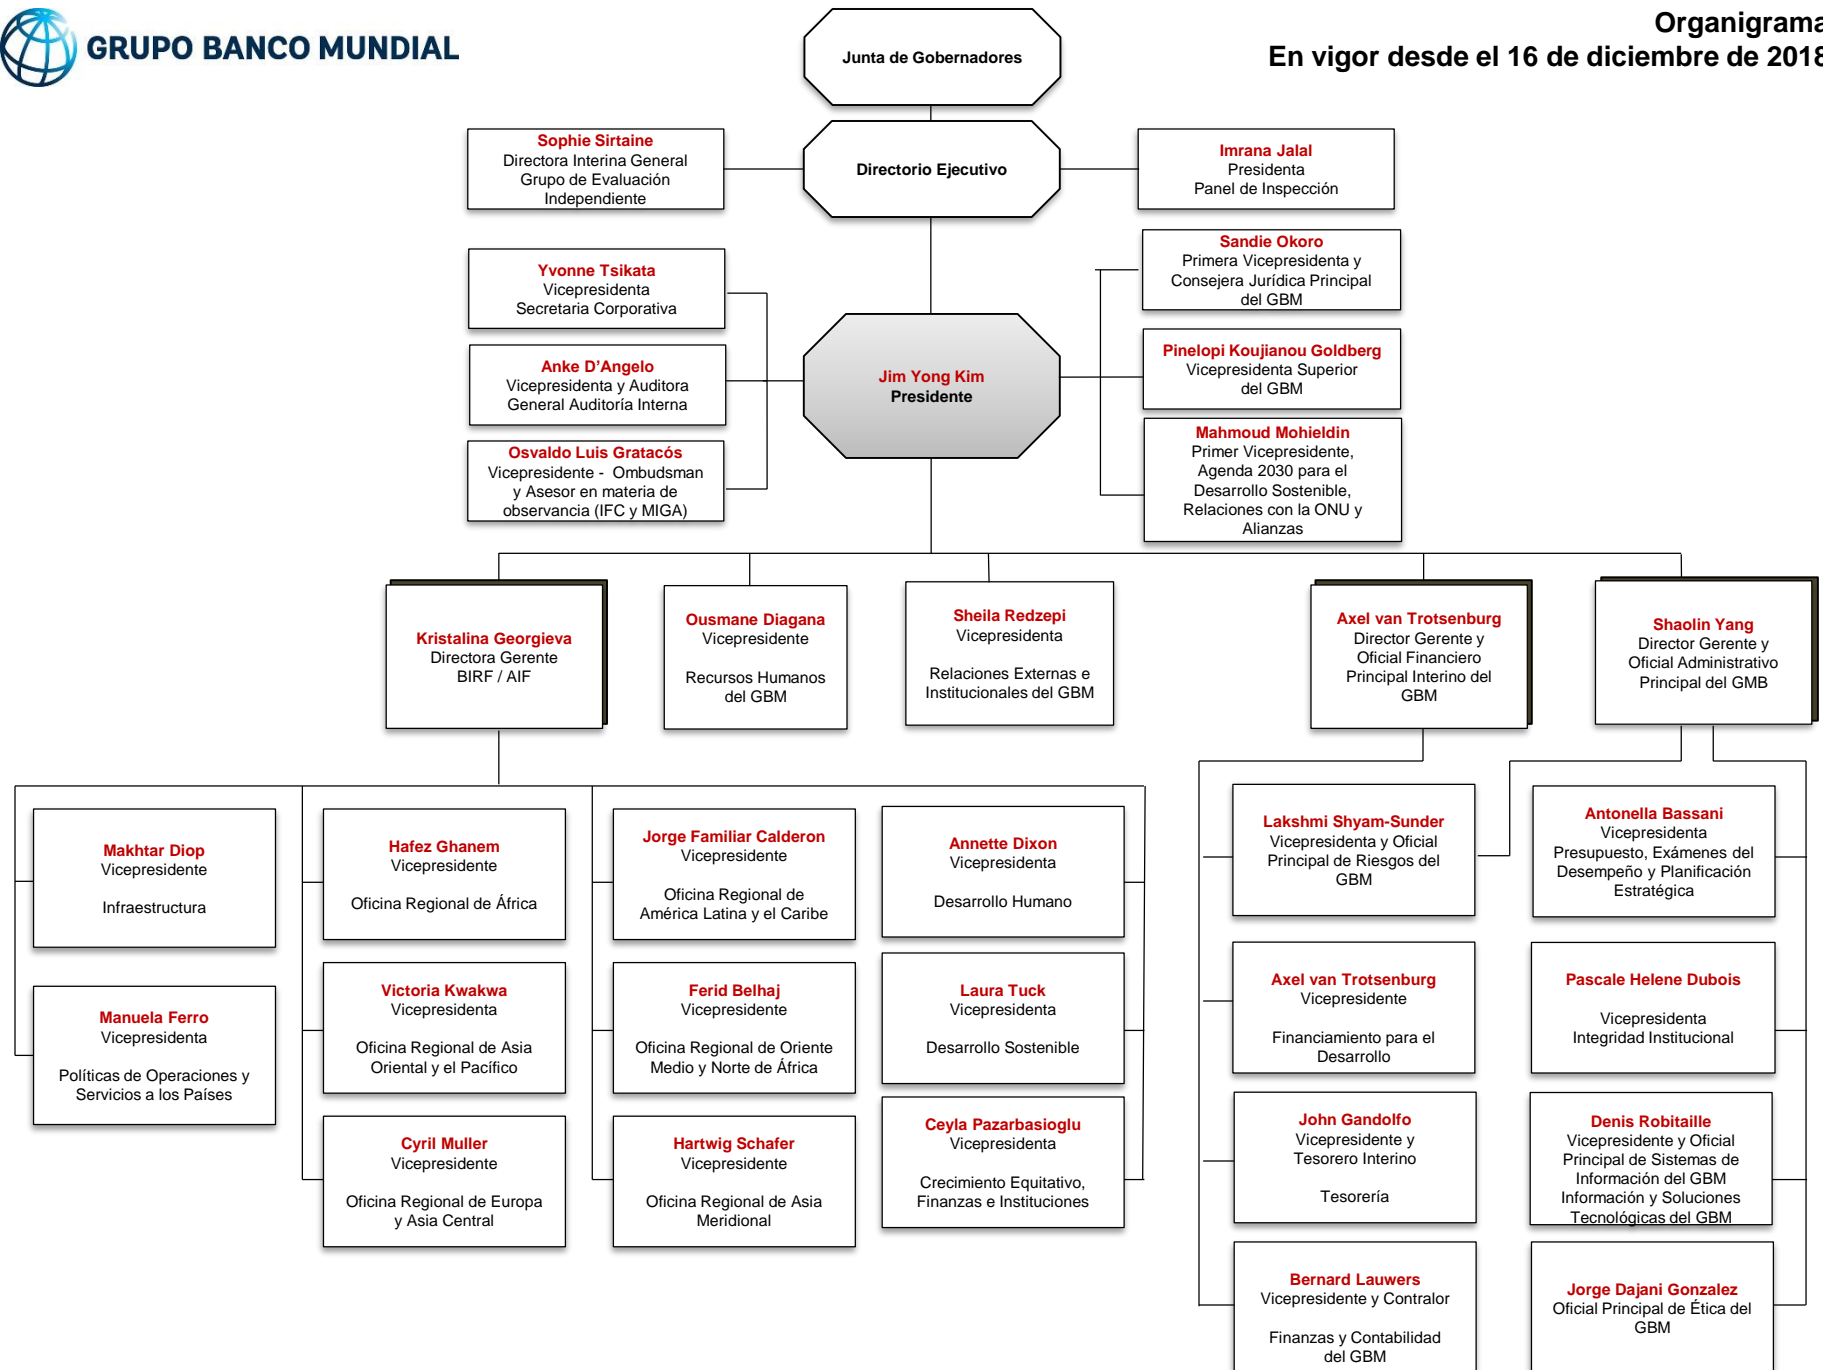 GRUPO BANCO MUNDIAL
Organigrama
En vigor desde el 16 de diciembre de 2018
Junta de Gobernadores
Directorio Ejecutivo
Sophie Sirtaine
Directora Interina General
Grupo de Evaluación
Independiente
Imrana Jalal
Presidenta
Panel de Inspección
Yvonne Tsikata
Vicepresidenta
Secretaria Corporativa
Anke D’Angelo
Vicepresidenta y Auditora
General Auditoría Interna
Osvaldo Luis Gratacós
Vicepresidente - Ombudsman
y Asesor en materia de
observancia (IFC y MIGA)
Jim Yong Kim
Presidente
Sandie Okoro
Primera Vicepresidenta y
Consejera Jurídica Principal
del GBM
Pinelopi Koujianou Goldberg
Vicepresidenta Superior
del GBM
Mahmoud Mohieldin
Primer Vicepresidente,
Agenda 2030 para el
Desarrollo Sostenible,
Relaciones con la ONU y
Alianzas
Kristalina Georgieva
Directora Gerente
BIRF / AIF
Ousmane Diagana
Vicepresidente
Recursos Humanos
del GBM
Sheila Redzepi
Vicepresidenta
Relaciones Externas e
Institucionales del GBM
Axel van Trotsenburg
Director Gerente y
Oficial Financiero
Principal Interino del
GBM
Shaolin Yang
Director Gerente y
Oficial Administrativo
Principal del GMB
Makhtar Diop
Vicepresidente
Infraestructura
Manuela Ferro
Vicepresidenta
Políticas de Operaciones y
Servicios a los Países
Hafez Ghanem
Vicepresidente
Oficina Regional de África
Victoria Kwakwa
Vicepresidenta
Oficina Regional de Asia
Oriental y el Pacífico
Cyril Muller
Vicepresidente
Oficina Regional de Europa
y Asia Central
Jorge Familiar Calderon
Vicepresidente
Oficina Regional de
América Latina y el Caribe
Ferid Belhaj
Vicepresidente
Oficina Regional de Oriente
Medio y Norte de África
Hartwig Schafer
Vicepresidente
Oficina Regional de Asia
Meridional
Annette Dixon
Vicepresidenta
Desarrollo Humano
Laura Tuck
Vicepresidenta
Desarrollo Sostenible
Ceyla Pazarbasioglu
Vicepresidenta
Crecimiento Equitativo,
Finanzas e Instituciones
Lakshmi Shyam-Sunder
Vicepresidenta y Oficial
Principal de Riesgos del
GBM
Axel van Trotsenburg
Vicepresidente
Financiamiento para el
Desarrollo
John Gandolfo
Vicepresidente y
Tesorero Interino
Tesorería
Bernard Lauwers
Vicepresidente y Contralor
Finanzas y Contabilidad
del GBM
Antonella Bassani
Vicepresidenta
Presupuesto, Exámenes del
Desempeño y Planificación
Estratégica
Pascale Helene Dubois
Vicepresidenta
Integridad Institucional
Denis Robitaille
Vicepresidente y Oficial
Principal de Sistemas de
Información del GBM
Información y Soluciones
Tecnológicas del GBM
Jorge Dajani Gonzalez
Oficial Principal de Ética del
GBM